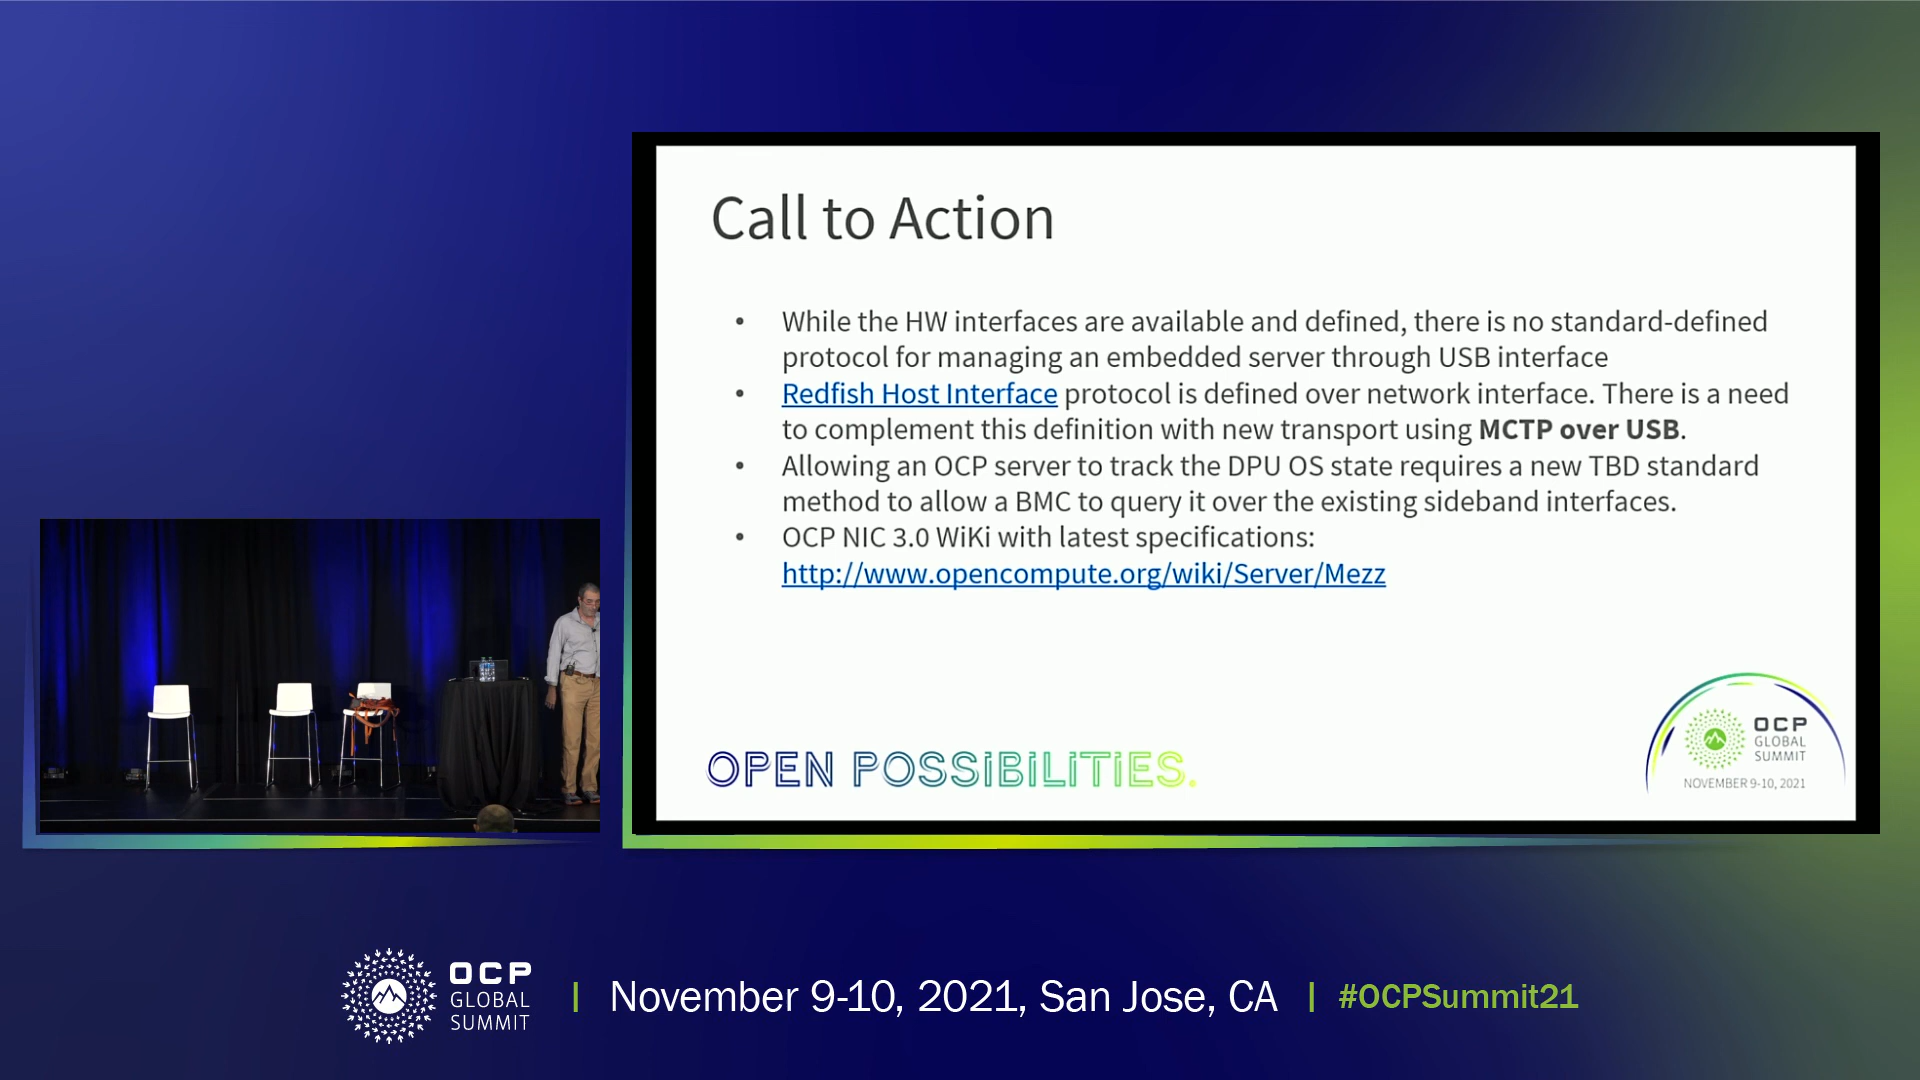 Call to Action
• While the HW interfaces are available and defined, there is no standard-defined
protocol for managing an embedded server through USB interface
• Redfish Host Interface protocol is defined over network interface. There is a need
to complement this definition with new transport using MCTP over USB.
• Allowing an OCP server to track the DPU OS state requires a new TBD standard
method to allow a BMC to query it over the existing sideband interfaces.
• OCP NIC 3.0 WiKi with latest specifications:
http://www.opencompute.org/wiki/Server/Mezz
OPEN POSSIBILITIES.
OCP
GLOBAL
SUMMIT
NOVEMBER 9-10, 2021
OCP
GLOBAL
SUMMIT
| November 9-10, 2021, San Jose, CA | #OCPSummit21